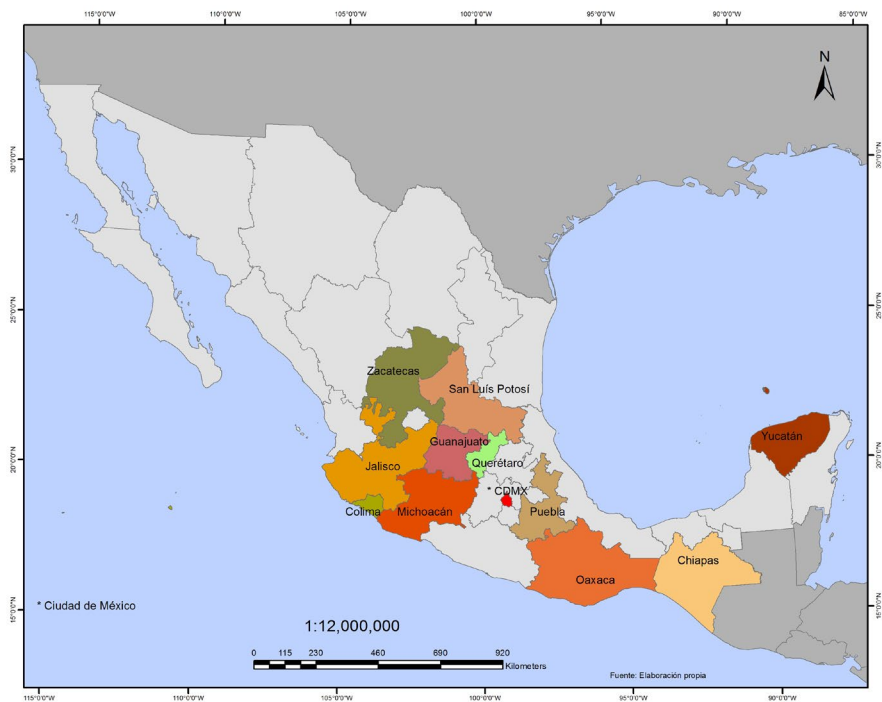 115°0'0"W 110°0'0"W 105°0'0"W 100°0'0"W 95°0'0"W 90°0'0"W 85°0'0"W
N
30°0'0"N 30°0'0"N
25°0'0"N 25°0'0"N
Zacatecas
San Luís Potosí
Yucatán
Guanajuato
20°0'0"N 20°0'0"N
Jalisco
Querétaro
* CDMX
Colima
Michoacán
Puebla
Chiapas
Oaxaca
15°0'0"N 15°0'0"N
* Ciudad de México
1:12,000,000
0 115 230 460 690 920
Kilometers
Fuente: Elaboración propia
115°0'0"W 110°0'0"W 105°0'0"W 100°0'0"W 95°0'0"W 90°0'0"W